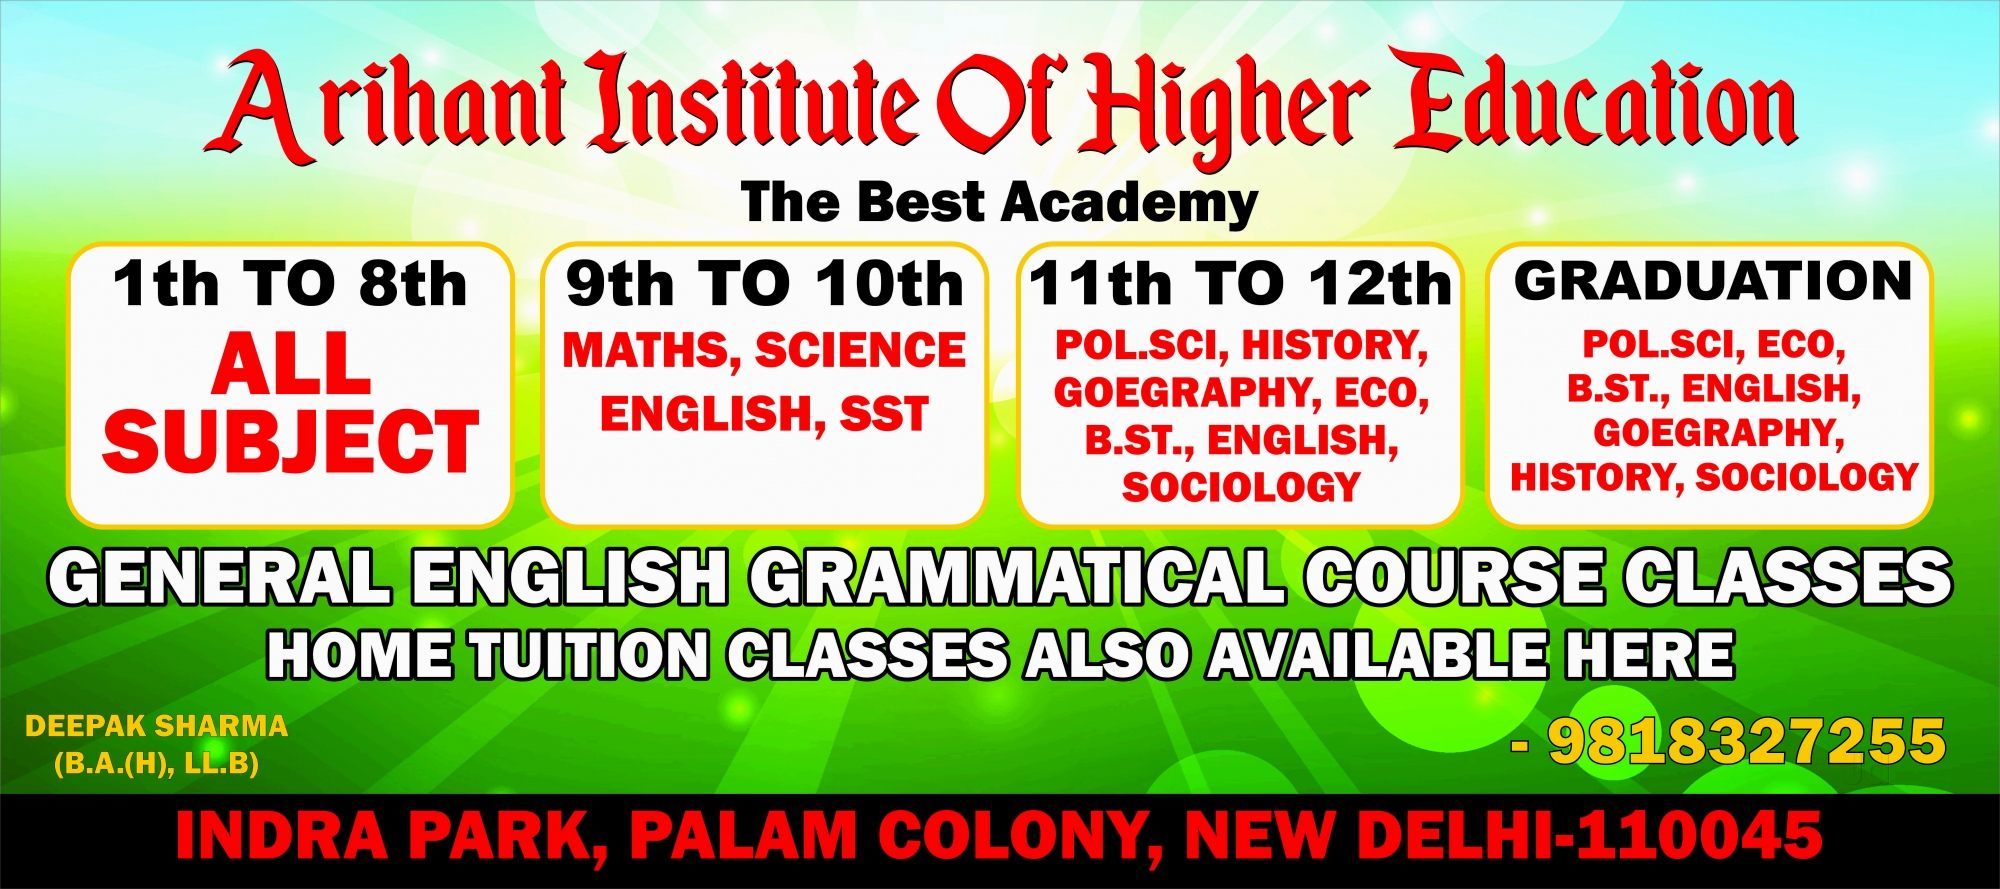 Arihant Institute Of Higher Education
The Best Academy
1th TO 8th
ALL
SUBJECT
9th TO 10th
MATHS, SCIENCE
ENGLISH, SST
11th TO 12th
POL.SCI, HISTORY,
GOEGRAPHY, ECO,
B.ST., ENGLISH,
SOCIOLOGY
GRADUATION
POL.SCI, ECO,
B.ST., ENGLISH,
GOEGRAPHY,
HISTORY, SOCIOLOGY
GENERAL ENGLISH GRAMMATICAL COURSE CLASSES
HOME TUITION CLASSES ALSO AVAILABLE HERE
DEEPAK SHARMA
(B.A.(H), LL.B)
- 9818327255
INDRA PARK, PALAM COLONY, NEW DELHI-110045